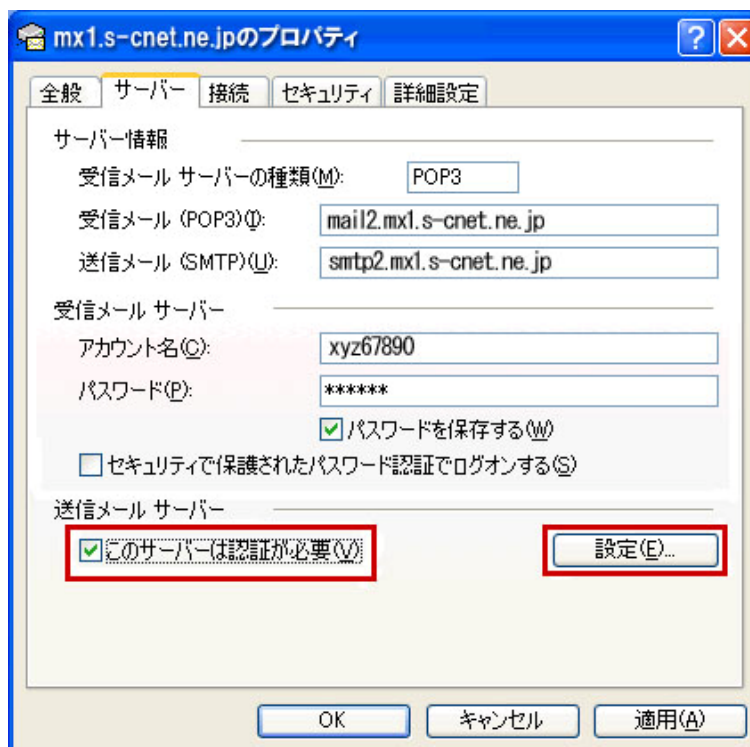 mx1.s-cnet.ne.jpのプロパティ
全般 サーバー 接続 セキュリティ 詳細設定
サーバー情報
受信メール サーバーの種類(M): POP3
受信メール (POP3)(I): mail2.mx1.s-cnet.ne.jp
送信メール (SMTP)(U): smtp2.mx1.s-cnet.ne.jp
受信メール サーバー
アカウント名(C): xyz67890
パスワード(P): ******
パスワードを保存する(W)
セキュリティで保護されたパスワード認証でログオンする(S)
送信メール サーバー
このサーバーは認証が必要(V) 設定(E)...
OK キャンセル 適用(A)